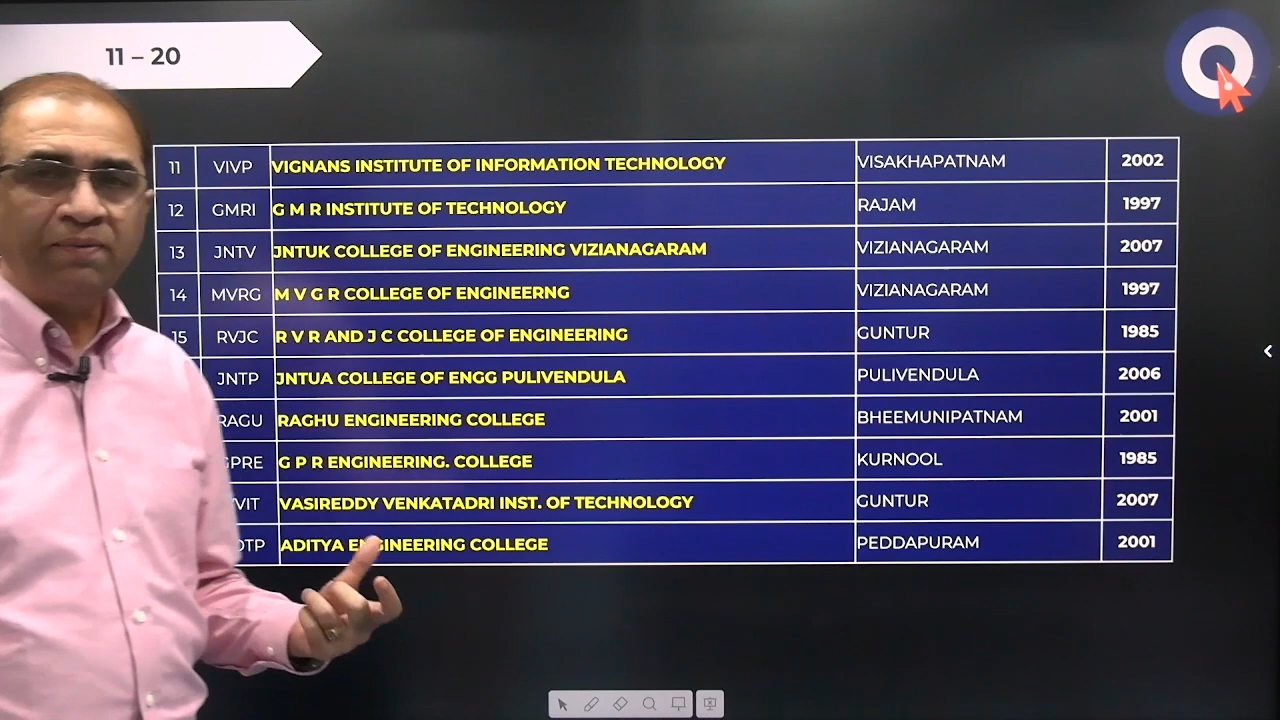 11 – 20
11 VIVP VIGNANS INSTITUTE OF INFORMATION TECHNOLOGY VISAKHAPATNAM 2002
12 GMRI G M R INSTITUTE OF TECHNOLOGY RAJAM 1997
13 JNTV JNTUK COLLEGE OF ENGINEERING VIZIANAGARAM VIZIANAGARAM 2007
14 MVRG M V G R COLLEGE OF ENGINEERNG VIZIANAGARAM 1997
15 RVJC R V R AND J C COLLEGE OF ENGINEERING GUNTUR 1985
JNTP JNTUA COLLEGE OF ENGG PULIVENDULA PULIVENDULA 2006
RAGU RAGHU ENGINEERING COLLEGE BHEEMUNIPATNAM 2001
GPRE G P R ENGINEERING. COLLEGE KURNOOL 1985
VASIREDDY VENKATADRI INST. OF TECHNOLOGY GUNTUR 2007
ADITYA ENGINEERING COLLEGE PEDDAPURAM 2001